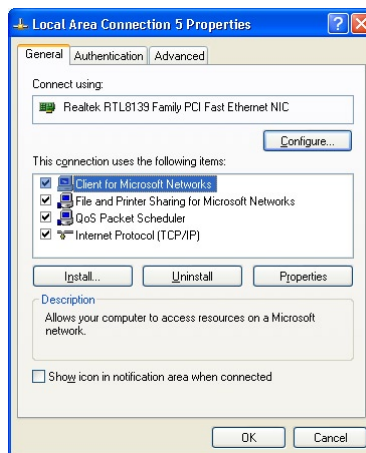 Local Area Connection 5 Properties
General Authentication Advanced
Connect using:
Realtek RTL8139 Family PCI Fast Ethernet NIC
Configure...
This connection uses the following items:
Client for Microsoft Networks
File and Printer Sharing for Microsoft Networks
QoS Packet Scheduler
Internet Protocol (TCP/IP)
Install... Uninstall Properties
Description
Allows your computer to access resources on a Microsoft
network.
Show icon in notification area when connected
OK Cancel